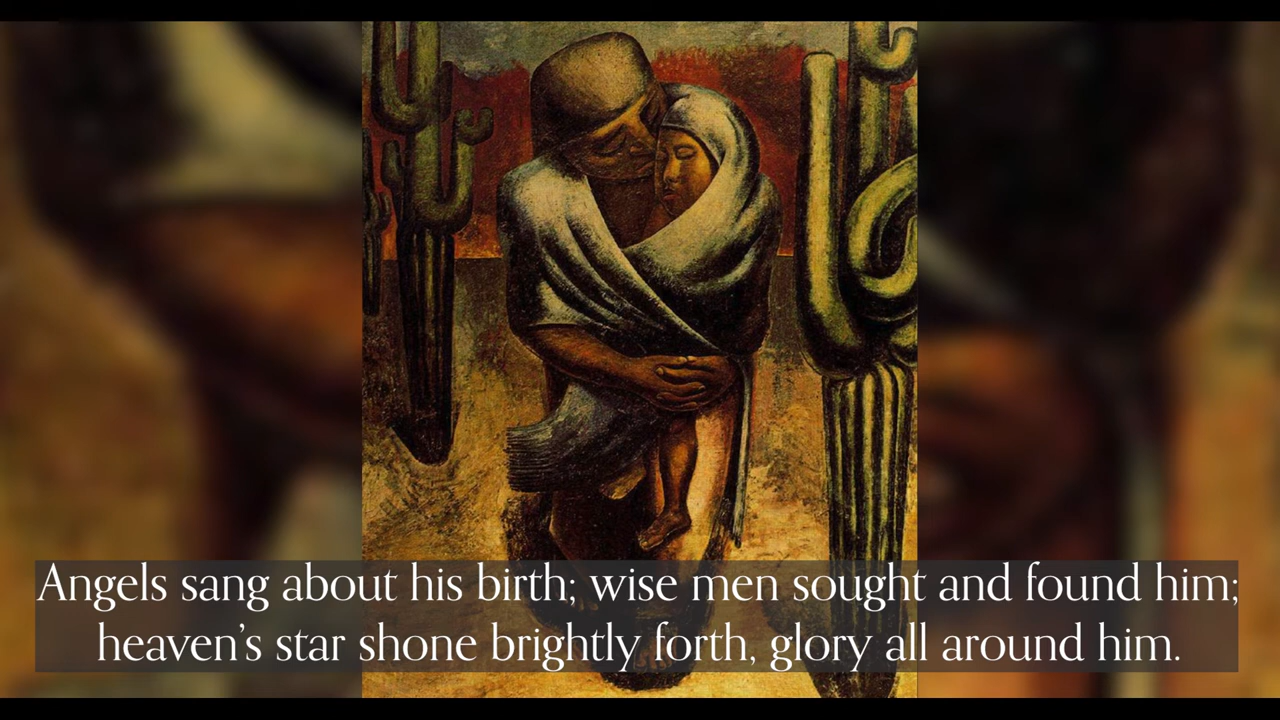 Angels sang about his birth; wise men sought and found him;
heaven’s star shone brightly forth, glory all around him.